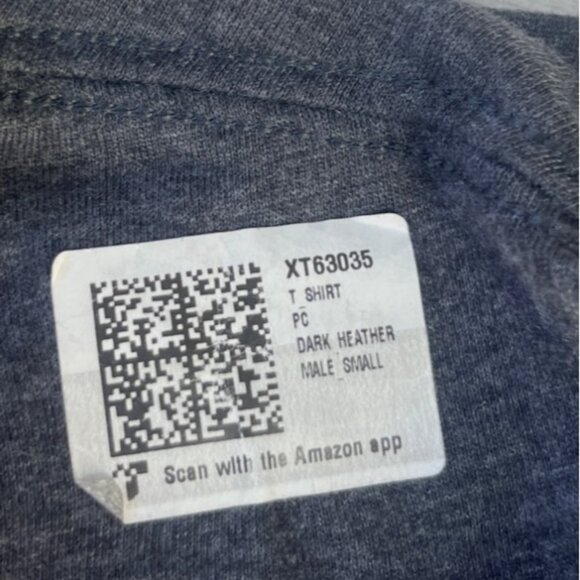 XT63035
T_SHIRT
PC
DARK HEATHER
MALE_SMALL
Scan with the Amazon app